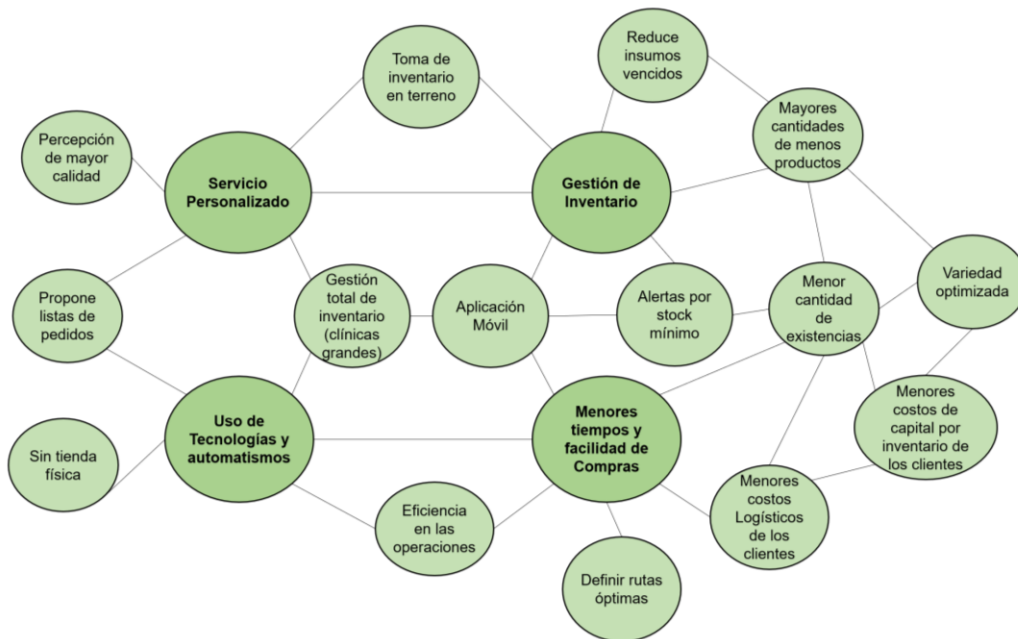 Toma de
inventario
en terreno
Reduce
insumos
vencidos
Mayores
cantidades
de menos
productos
Percepción
de mayor
calidad
Servicio
Personalizado
Gestión de
Inventario
Propone
listas de
pedidos
Gestión
total de
inventario
(clínicas
grandes)
Aplicación
Móvil
Alertas por
stock
mínimo
Menor
cantidad
de
existencias
Variedad
optimizada
Uso de
Tecnologías y
automatismos
Menores
tiempos y
facilidad de
Compras
Menores
costos de
capital por
inventario de
los clientes
Sin tienda
física
Eficiencia
en las
operaciones
Menores
costos
Logísticos
de los
clientes
Definir rutas
óptimas